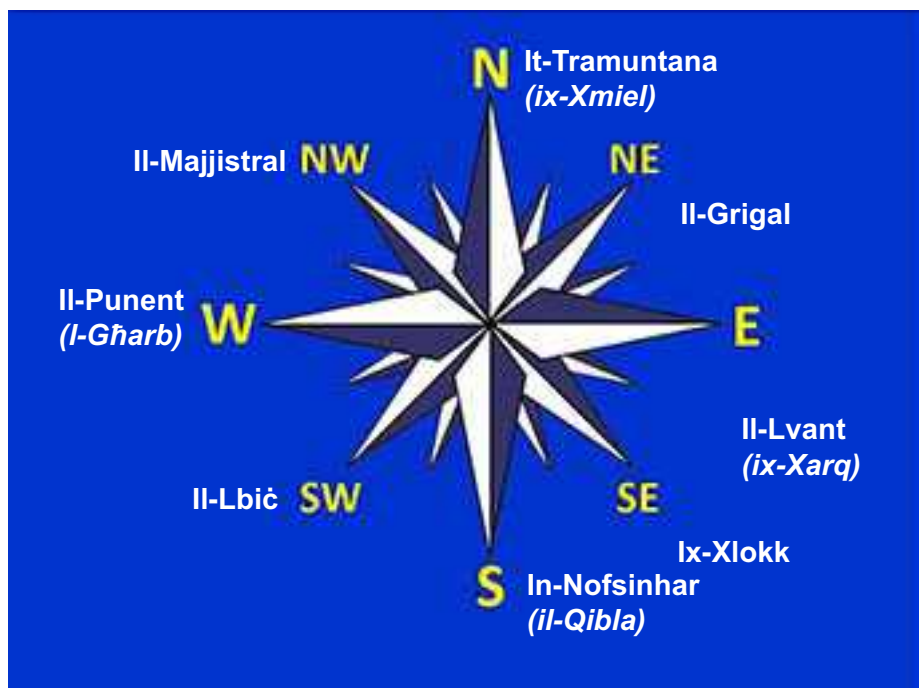 N
It-Tramuntana
(ix-Xmiel)
Il-Majjistral NW
NE
Il-Grigal
Il-Punent
(l-Għarb)
W
E
Il-Lvant
(ix-Xarq)
Il-Lbiċ SW
SE
Ix-Xlokk
S
In-Nofsinhar
(il-Qibla)